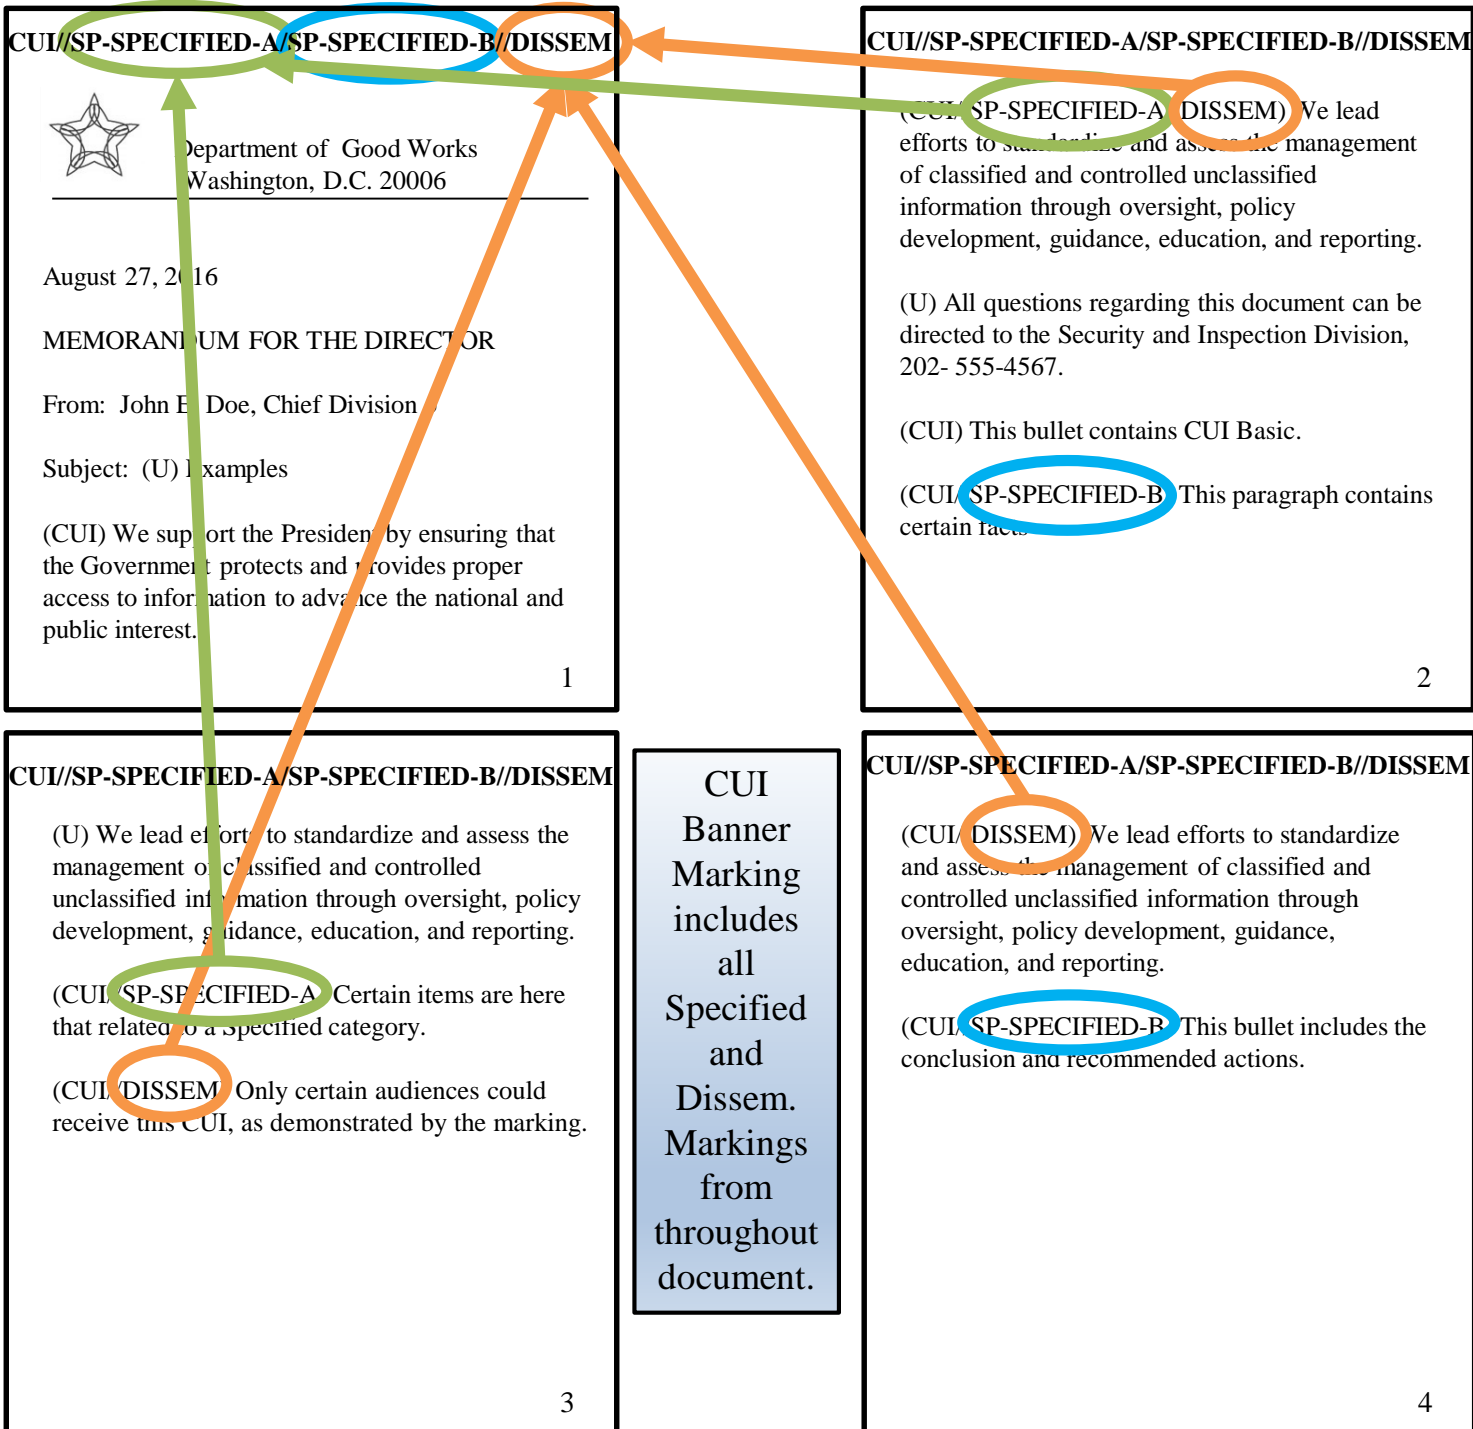 CUI//SP-SPECIFIED-A/SP-SPECIFIED-B//DISSEM
Department of Good Works
Washington, D.C. 20006
August 27, 2016
MEMORANDUM FOR THE DIRECTOR
From: John E. Doe, Chief Division
Subject: (U) Examples
(CUI) We support the President by ensuring that
the Government protects and provides proper
access to information to advance the national and
public interest.
1
CUI//SP-SPECIFIED-A/SP-SPECIFIED-B//DISSEM
(CUI//SP-SPECIFIED-A//DISSEM) We lead
efforts to standardize and assess the management
of classified and controlled unclassified
information through oversight, policy
development, guidance, education, and reporting.
(U) All questions regarding this document can be
directed to the Security and Inspection Division,
202- 555-4567.
(CUI) This bullet contains CUI Basic.
(CUI//SP-SPECIFIED-B) This paragraph contains
certain facts
2
CUI//SP-SPECIFIED-A/SP-SPECIFIED-B//DISSEM
(U) We lead efforts to standardize and assess the
management of classified and controlled
unclassified information through oversight, policy
development, guidance, education, and reporting.
(CUI//SP-SPECIFIED-A) Certain items are here
that related to a Specified category.
(CUI//DISSEM) Only certain audiences could
receive this CUI, as demonstrated by the marking.
3
CUI
Banner
Marking
includes
all
Specified
and
Dissem.
Markings
from
throughout
document.
CUI//SP-SPECIFIED-A/SP-SPECIFIED-B//DISSEM
(CUI//DISSEM) We lead efforts to standardize
and assess the management of classified and
controlled unclassified information through
oversight, policy development, guidance,
education, and reporting.
(CUI//SP-SPECIFIED-B) This bullet includes the
conclusion and recommended actions.
4